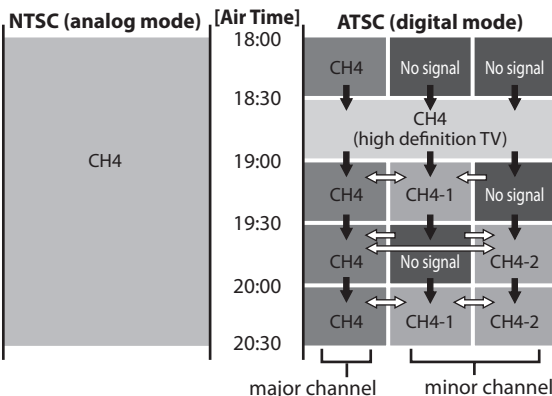 NTSC (analog mode) [Air Time] ATSC (digital mode)
18:00
CH4 No signal No signal
18:30
CH4
(high definition TV)
19:00
CH4
CH4 CH4-1 No signal
19:30
CH4 No signal CH4-2
20:00
CH4 CH4-1 CH4-2
20:30
major channel minor channel